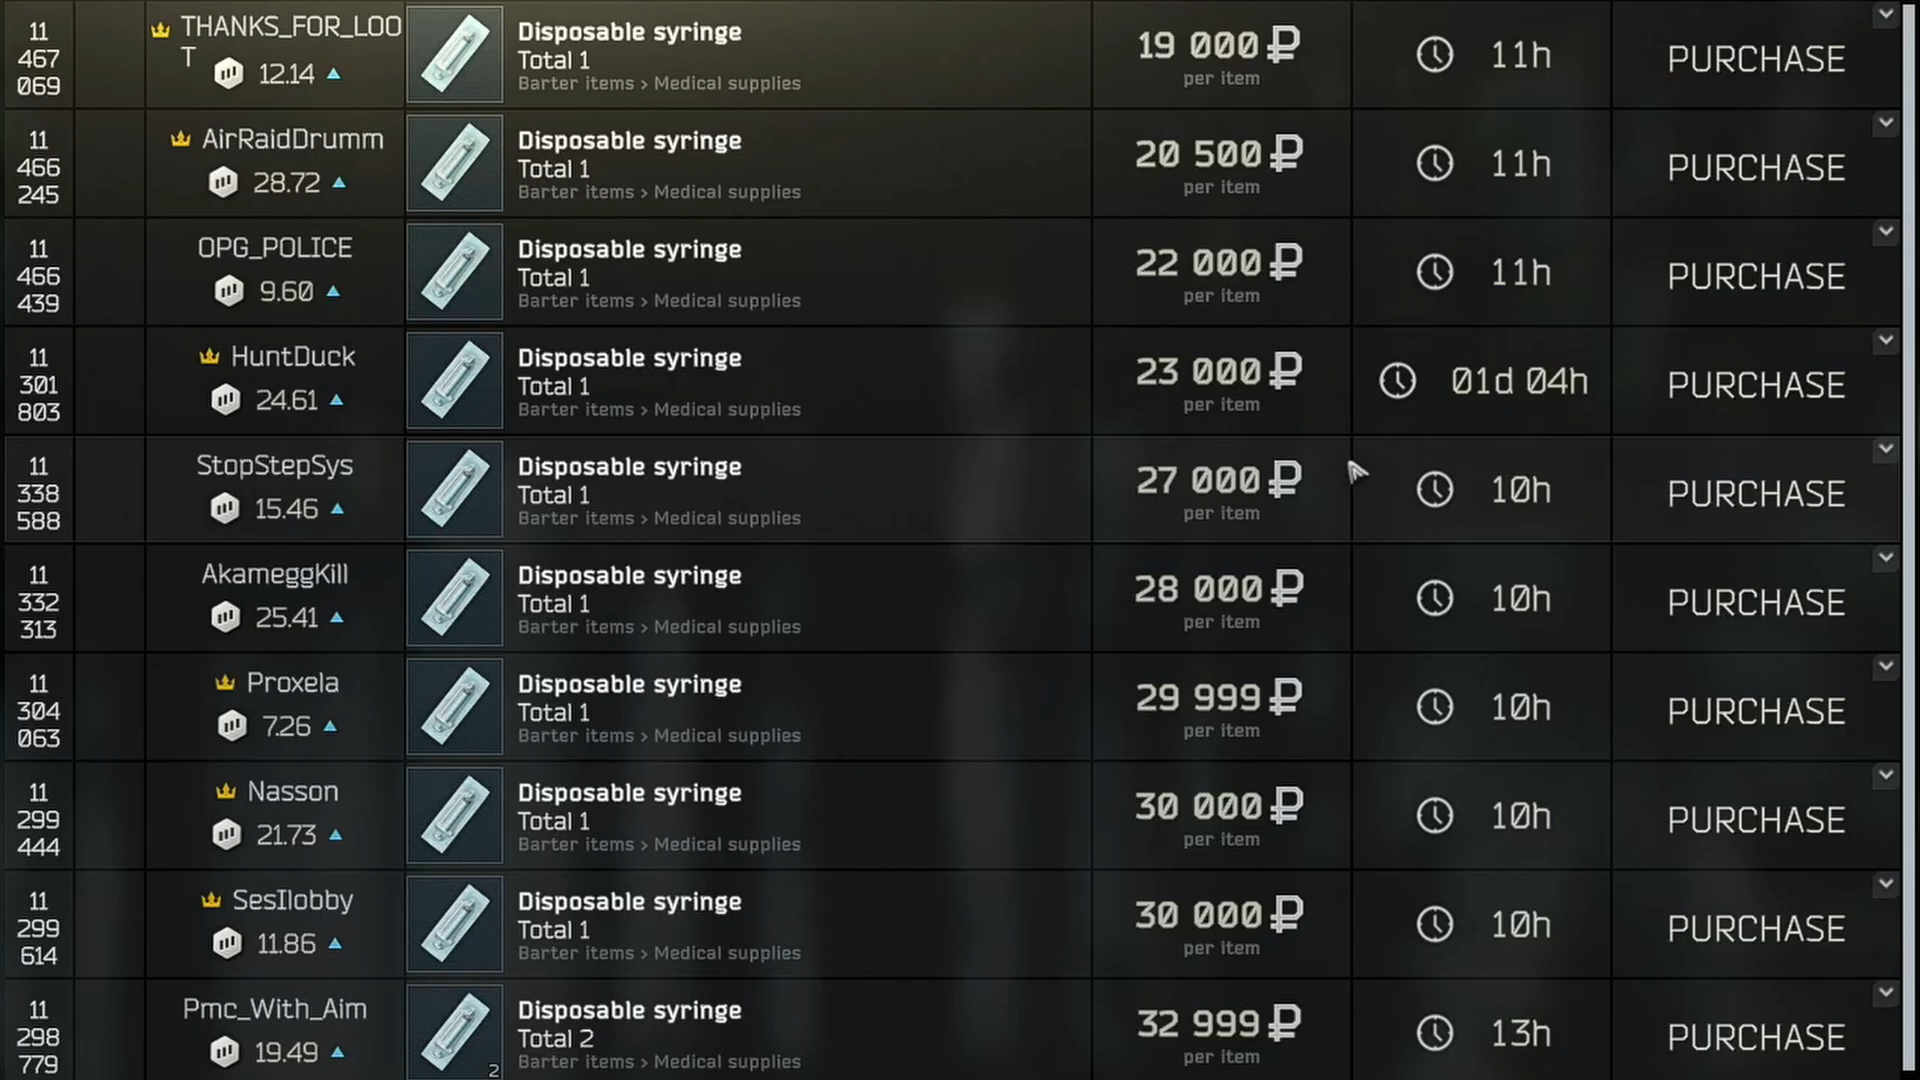 11
467
069
THANKS_FOR_LOO
T
12.14
Disposable syringe
Total 1
Barter items > Medical supplies
19 000 ₽
per item
11h
PURCHASE
11
466
245
AirRaidDrumm
28.72
Disposable syringe
Total 1
Barter items > Medical supplies
20 500 ₽
per item
11h
PURCHASE
11
466
439
OPG_POLICE
9.60
Disposable syringe
Total 1
Barter items > Medical supplies
22 000 ₽
per item
11h
PURCHASE
11
301
803
HuntDuck
24.61
Disposable syringe
Total 1
Barter items > Medical supplies
23 000 ₽
per item
01d 04h
PURCHASE
11
338
588
StopStepSys
15.46
Disposable syringe
Total 1
Barter items > Medical supplies
27 000 ₽
per item
10h
PURCHASE
11
332
313
AkameggKill
25.41
Disposable syringe
Total 1
Barter items > Medical supplies
28 000 ₽
per item
10h
PURCHASE
11
304
063
Proxela
7.26
Disposable syringe
Total 1
Barter items > Medical supplies
29 999 ₽
per item
10h
PURCHASE
11
299
444
Nasson
21.73
Disposable syringe
Total 1
Barter items > Medical supplies
30 000 ₽
per item
10h
PURCHASE
11
299
614
SesIlobby
11.86
Disposable syringe
Total 1
Barter items > Medical supplies
30 000 ₽
per item
10h
PURCHASE
11
298
779
Pmc_With_Aim
19.49
2
Disposable syringe
Total 2
Barter items > Medical supplies
32 999 ₽
per item
13h
PURCHASE